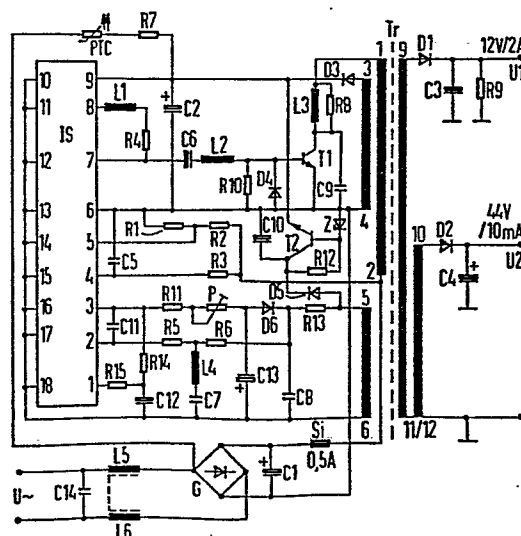 Tr
R7
PTC
1 9 D1 12V/2A
U1
10 9 D3 3
11 8 L1 C2 L3 R8 C3 R9
IS
R4 C6 L2
12 7 T1
R10 D4 C9
13 6 4
14 5 R1 R2 C10 T2 Z 10 D2 44V
/10mA
U2
15 4 C5 R3 R12 2 C4
D5
16 3 R11 P D6 R13 5
17 C11
2 R5 R6
R14 L4 C13
18 1 R15 C12 C7 C8 6 11/12
Si
L5 0,5A
U~ C14 G C1
L6